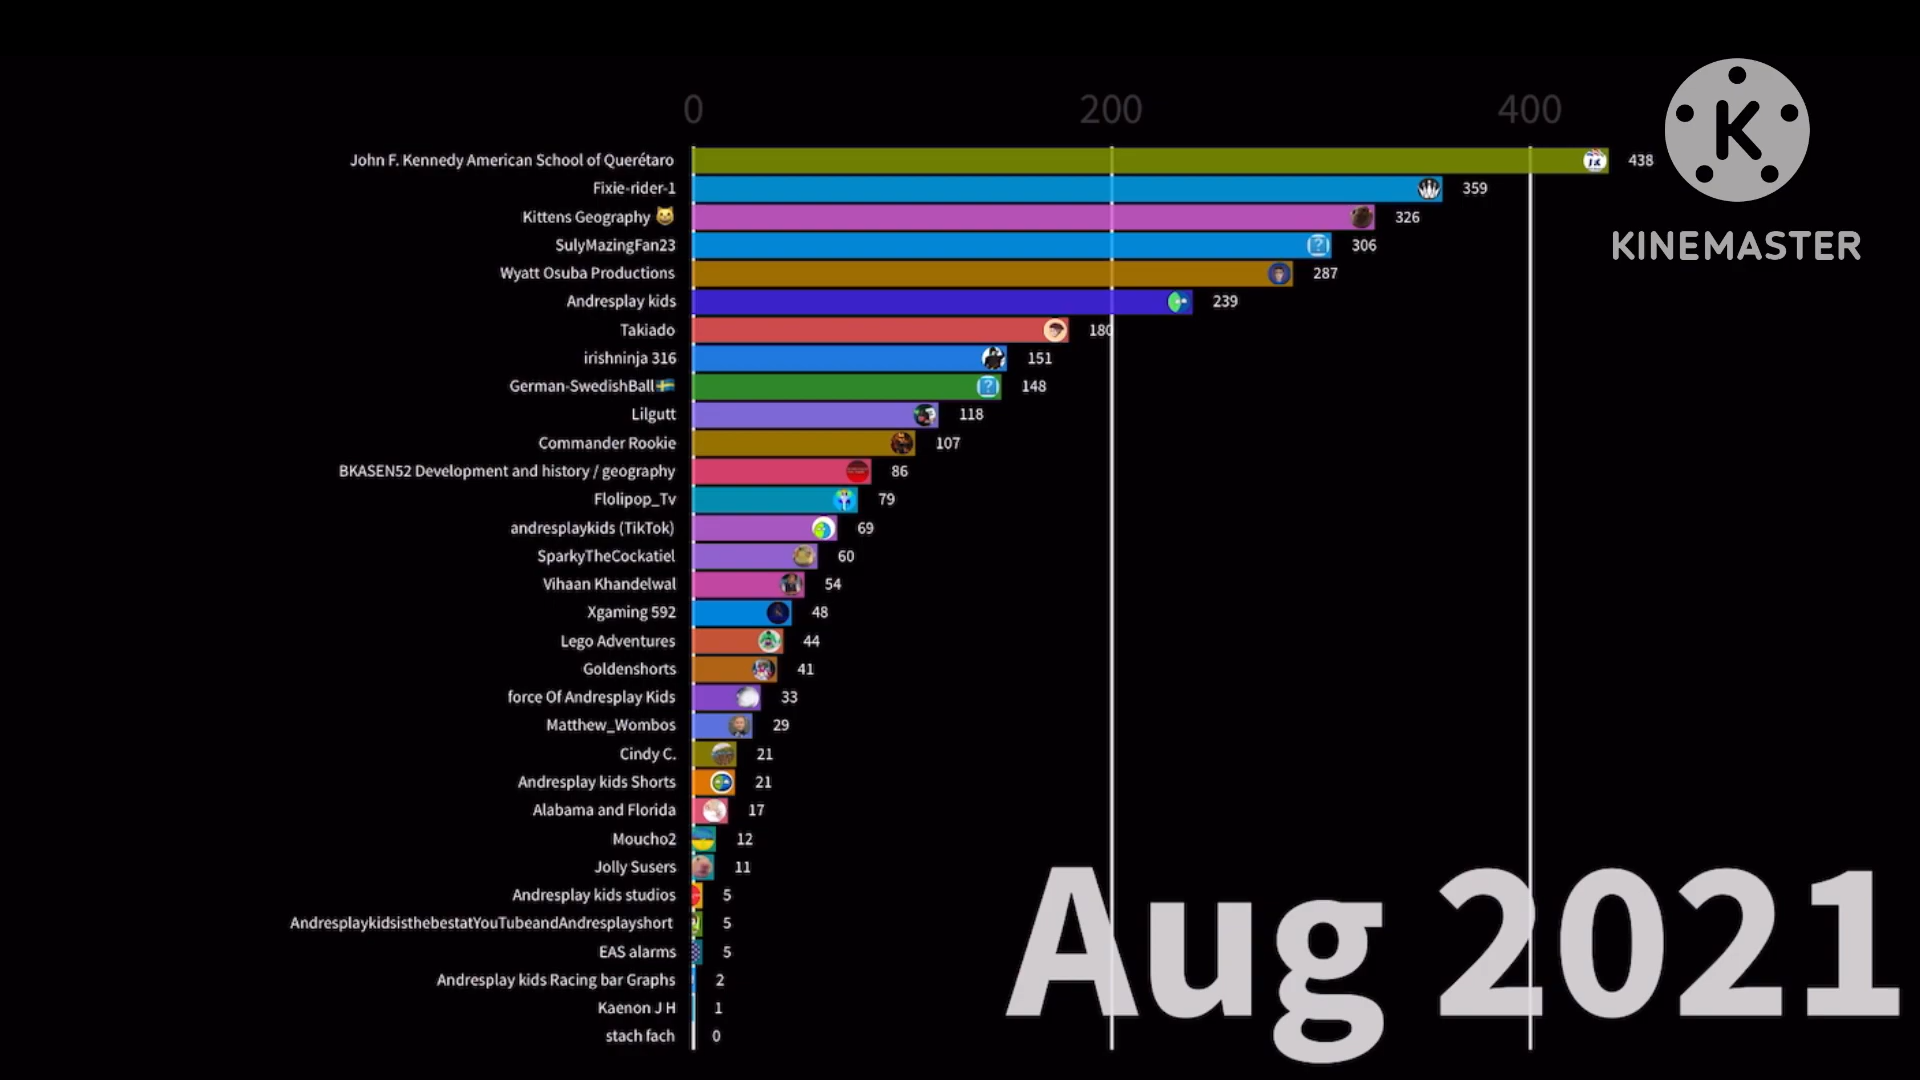 0 200 400
John F. Kennedy American School of Querétaro 438
Fixie-rider-1 359
Kittens Geography 😺 326
SulyMazingFan23 306
Wyatt Osuba Productions 287
Andresplay kids 239
Takiado 180
irishninja 316 151
German-SwedishBall🇸🇪 148
Lilgutt 118
Commander Rookie 107
BKASEN52 Development and history / geography 86
Flolipop_Tv 79
andresplaykids (TikTok) 69
SparkyTheCockatiel 60
Vihaan Khandelwal 54
Xgaming 592 48
Lego Adventures 44
Goldenshorts 41
force Of Andresplay Kids 33
Matthew_Wombos 29
Cindy C. 21
Andresplay kids Shorts 21
Alabama and Florida 17
Moucho2 12
Jolly Susers 11
Andresplay kids studios 5
AndresplaykidsisthebestatYouTubeandAndresplayshort 5
EAS alarms 5
Andresplay kids Racing bar Graphs 2
Kaenon J H 1
stach fach 0
Aug 2021
K
KINEMASTER